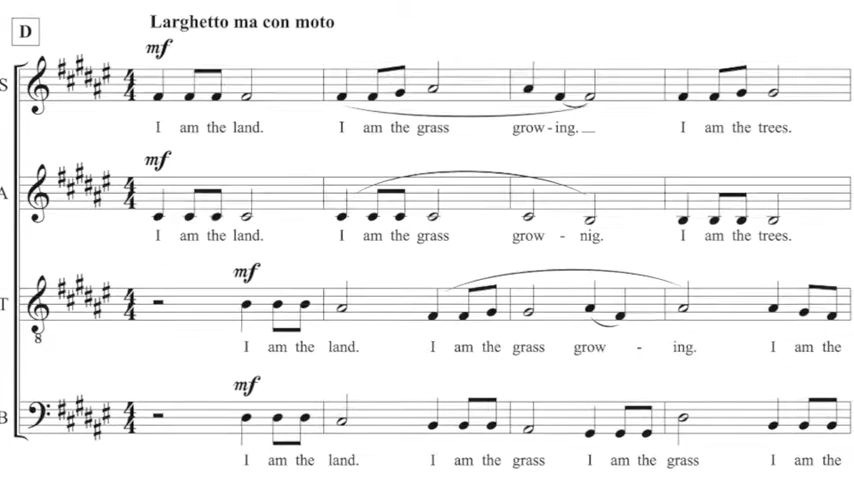 D
Larghetto ma con moto
mf
S
I am the land. I am the grass grow - ing. I am the trees.
mf
A
I am the land. I am the grass grow - nig. I am the trees.
mf
T
8
I am the land. I am the grass grow - ing. I am the
mf
B
I am the land. I am the grass I am the grass I am the